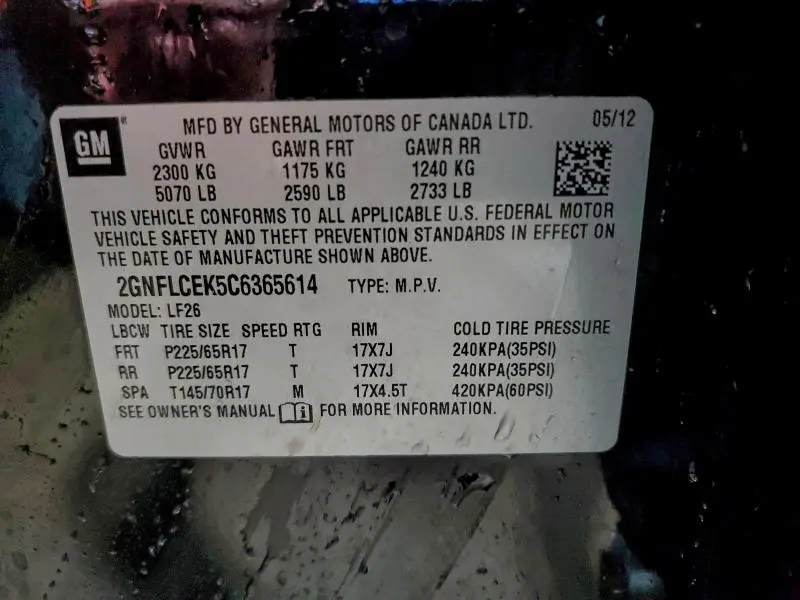 GM
MFD BY GENERAL MOTORS OF CANADA LTD. 05/12
GVWR GAWR FRT GAWR RR
2300 KG 1175 KG 1240 KG
5070 LB 2590 LB 2733 LB
THIS VEHICLE CONFORMS TO ALL APPLICABLE U.S. FEDERAL MOTOR
VEHICLE SAFETY AND THEFT PREVENTION STANDARDS IN EFFECT ON
THE DATE OF MANUFACTURE SHOWN ABOVE.
2GNFLCEK5C6365614 TYPE: M.P.V.
MODEL: LF26
LBCW TIRE SIZE SPEED RTG RIM COLD TIRE PRESSURE
FRT P225/65R17 T 17X7J 240KPA(35PSI)
RR P225/65R17 T 17X7J 240KPA(35PSI)
SPA T145/70R17 M 17X4.5T 420KPA(60PSI)
SEE OWNER'S MANUAL FOR MORE INFORMATION.